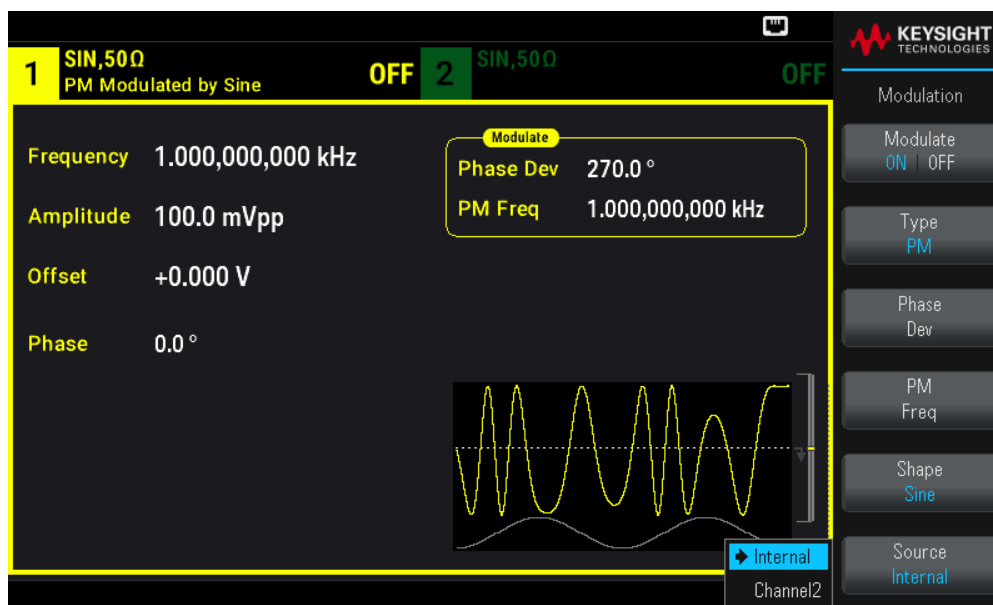 KEYSIGHT
TECHNOLOGIES
1
SIN,50Ω
PM Modulated by Sine
OFF
2
SIN,50Ω
OFF
Frequency 1.000,000,000 kHz
Amplitude 100.0 mVpp
Offset +0.000 V
Phase 0.0 °
Modulate
Phase Dev 270.0 °
PM Freq 1.000,000,000 kHz
Internal
Channel2
Modulation
Modulate
ON | OFF
Type
PM
Phase
Dev
PM
Freq
Shape
Sine
Source
Internal